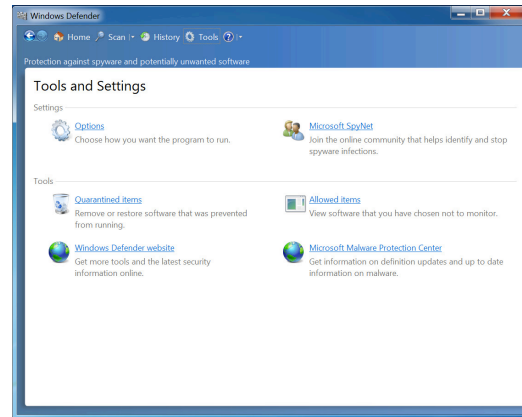 Windows Defender
Home Scan History Tools
Protection against spyware and potentially unwanted software
Tools and Settings
Settings
Options
Choose how you want the program to run.
Microsoft SpyNet
Join the online community that helps identify and stop
spyware infections.
Tools
Quarantined items
Remove or restore software that was prevented
from running.
Allowed items
View software that you have chosen not to monitor.
Windows Defender website
Get more tools and the latest security
information online.
Microsoft Malware Protection Center
Get information on definition updates and up to date
information on malware.